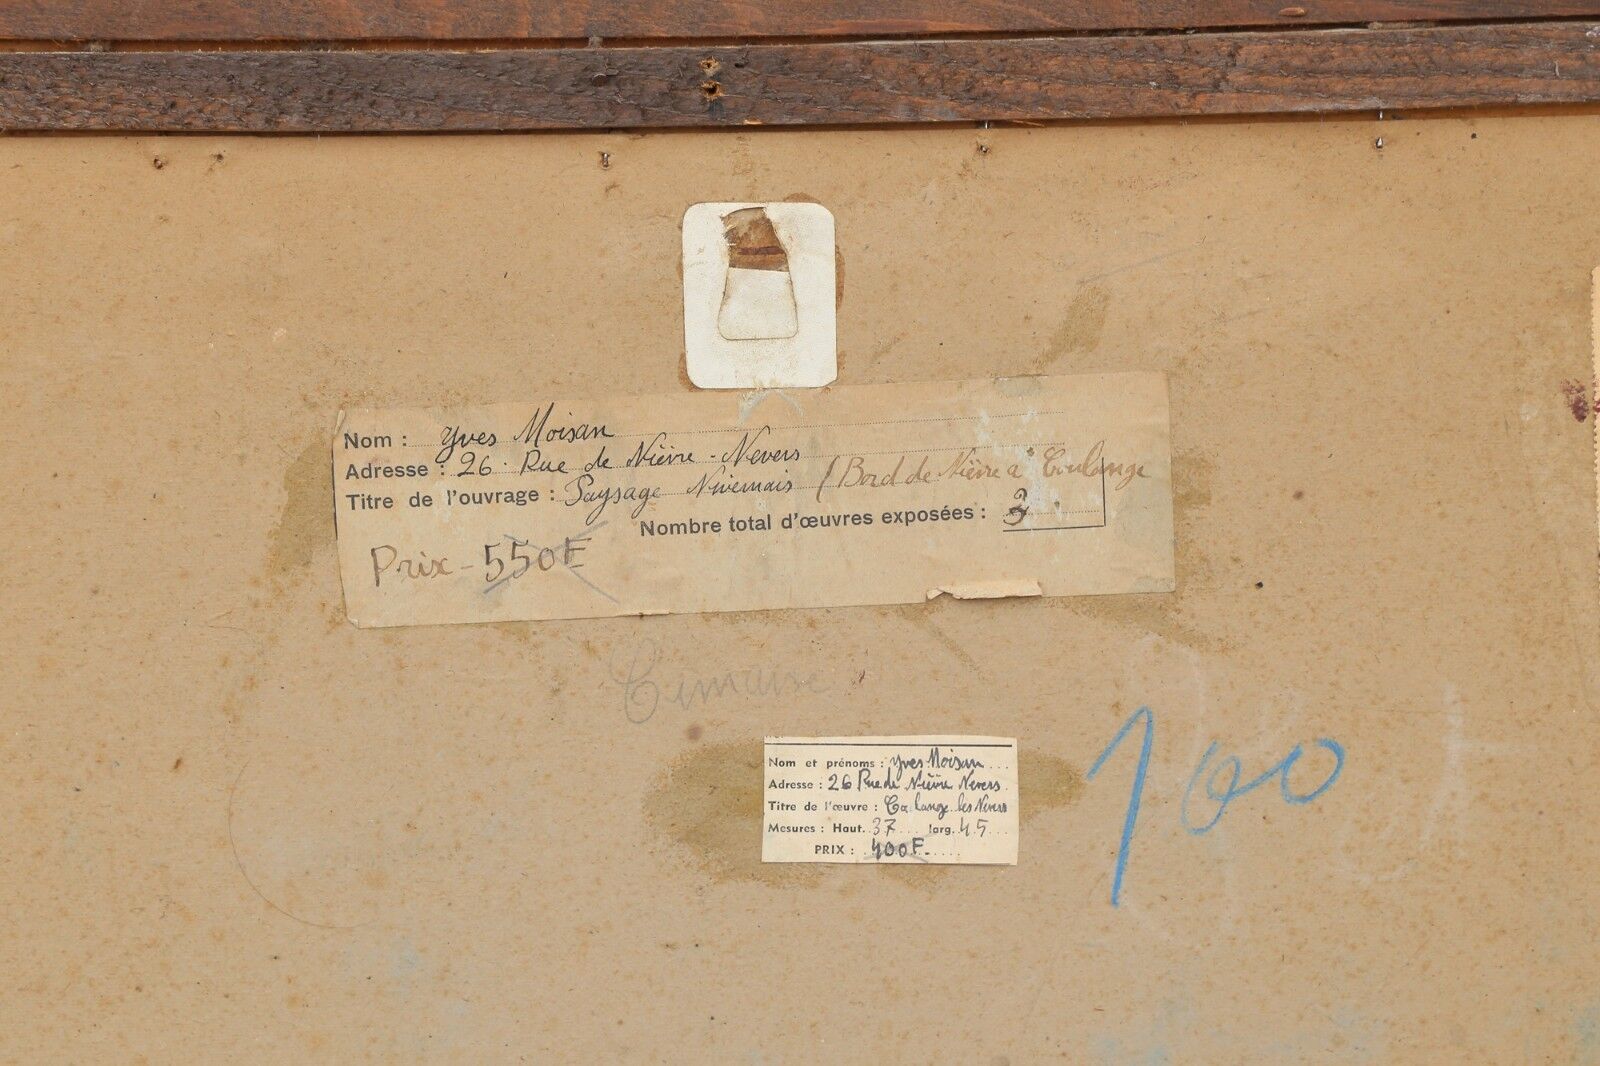 Nom : Yves Moisan
Adresse : 26 . Rue de Nièvre - Nevers
Titre de l'ouvrage : Paysage Nivernais (Bord de Nièvre a Coulange
Nombre total d'œuvres exposées : 3
Prix - 550F
Cimaise
Nom et prénoms : Yves Moisan
Adresse : 26 Rue de Nièvre Nevers
Titre de l'œuvre : Coulange les Nevers
Mesures : Haut. 37 larg. 45
PRIX : 400F.
100